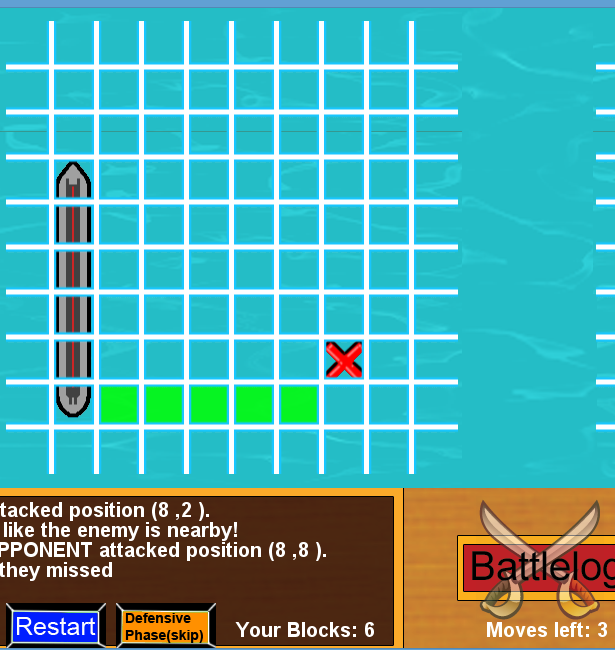 tacked position (8 ,2 ).
like the enemy is nearby!
PPONENT attacked position (8 ,8 ).
they missed
Restart
Defensive
Phase(skip)
Your Blocks: 6
Battlelog
Moves left: 3